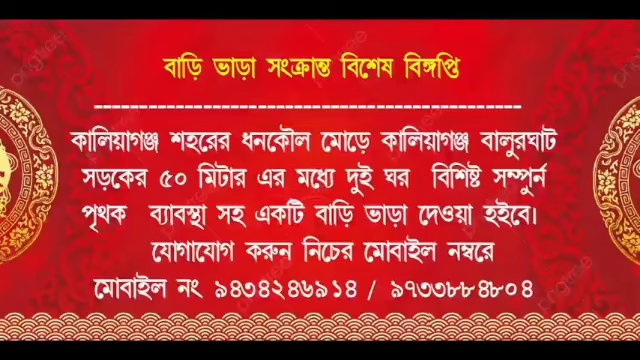 বাড়ি ভাড়া সংক্রান্ত বিশেষ বিঙ্গপ্তি
কালিয়াগঞ্জ শহরের ধনকৌল মোড়ে কালিয়াগঞ্জ বালুরঘাট
সড়কের ৫০ মিটার এর মধ্যে দুই ঘর বিশিষ্ট সম্পুর্ন
পৃথক ব্যাবস্থা সহ একটি বাড়ি ভাড়া দেওয়া হইবে।
যোগাযোগ করুন নিচের মোবাইল নম্বরে
মোবাইল নং ৯৪৩৪২৪৬৯১৪ / ৯৭৩৩৮৮৪৮০৪